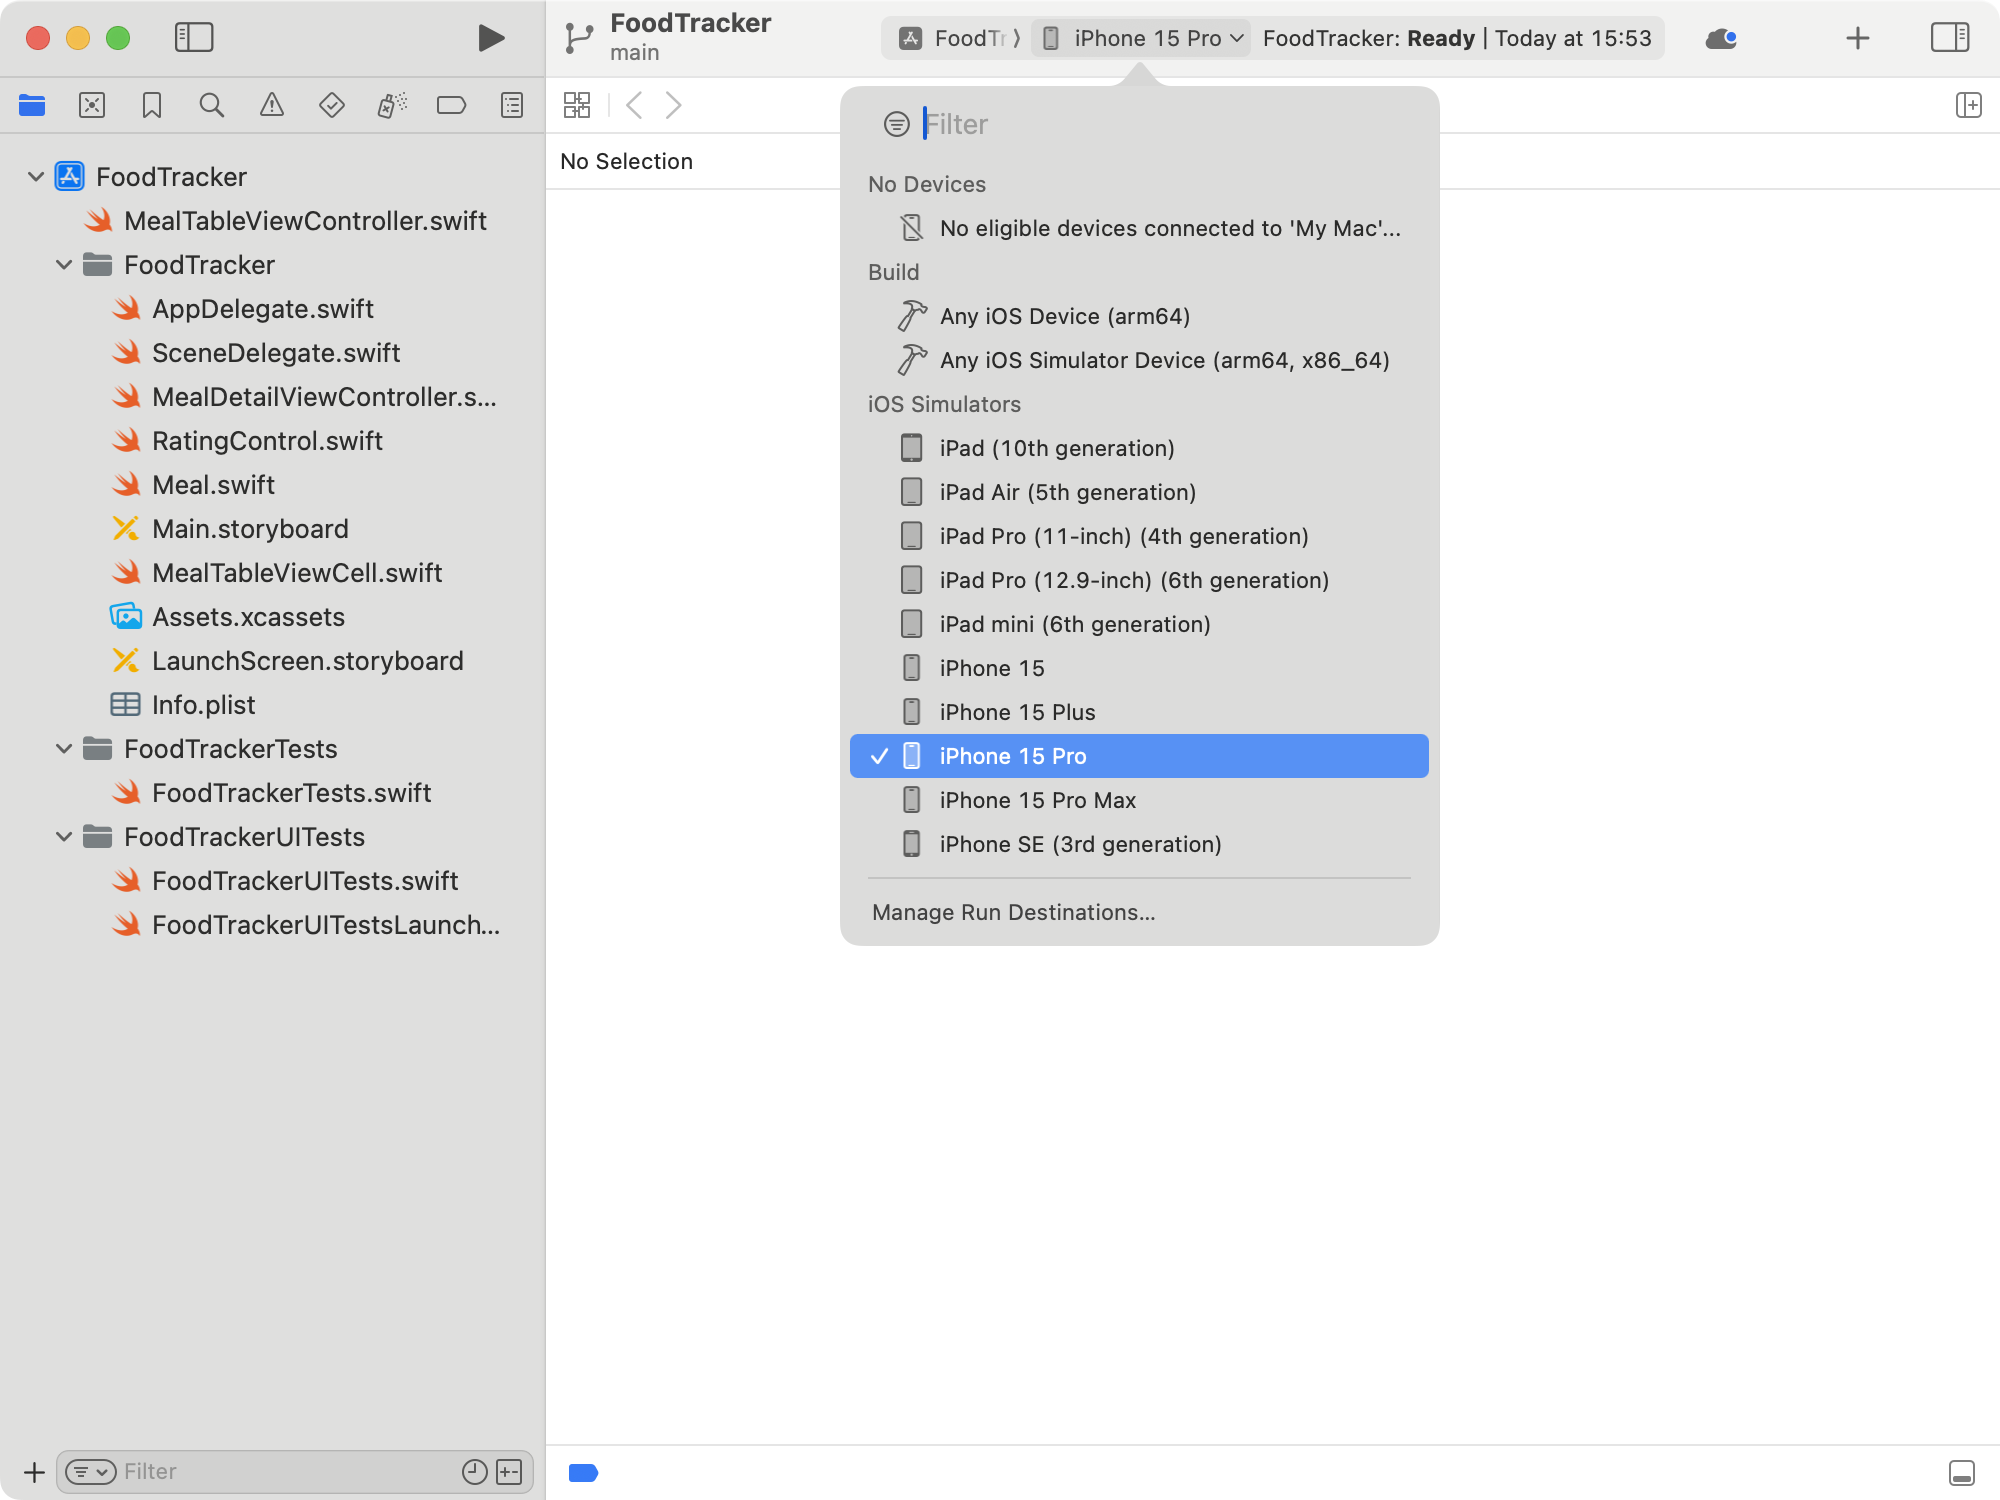 FoodTracker
main
FoodTr
iPhone 15 Pro
FoodTracker: Ready | Today at 15:53
FoodTracker
MealTableViewController.swift
FoodTracker
AppDelegate.swift
SceneDelegate.swift
MealDetailViewController.s...
RatingControl.swift
Meal.swift
Main.storyboard
MealTableViewCell.swift
Assets.xcassets
LaunchScreen.storyboard
Info.plist
FoodTrackerTests
FoodTrackerTests.swift
FoodTrackerUITests
FoodTrackerUITests.swift
FoodTrackerUITestsLaunch...
Filter
No Selection
Filter
No Devices
No eligible devices connected to 'My Mac'...
Build
Any iOS Device (arm64)
Any iOS Simulator Device (arm64, x86_64)
iOS Simulators
iPad (10th generation)
iPad Air (5th generation)
iPad Pro (11-inch) (4th generation)
iPad Pro (12.9-inch) (6th generation)
iPad mini (6th generation)
iPhone 15
iPhone 15 Plus
iPhone 15 Pro
iPhone 15 Pro Max
iPhone SE (3rd generation)
Manage Run Destinations...